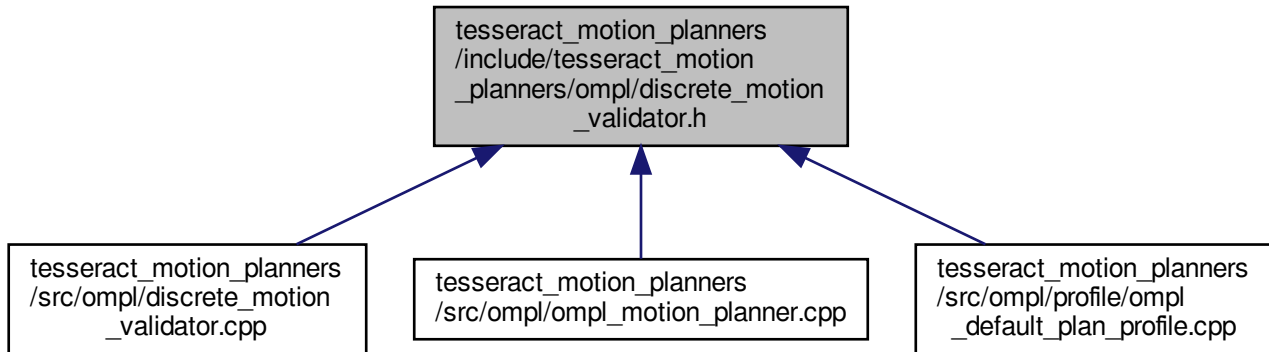 tesseract_motion_planners
/include/tesseract_motion
_planners/ompl/discrete_motion
_validator.h
tesseract_motion_planners
/src/ompl/discrete_motion
_validator.cpp
tesseract_motion_planners
/src/ompl/ompl_motion_planner.cpp
tesseract_motion_planners
/src/ompl/profile/ompl
_default_plan_profile.cpp